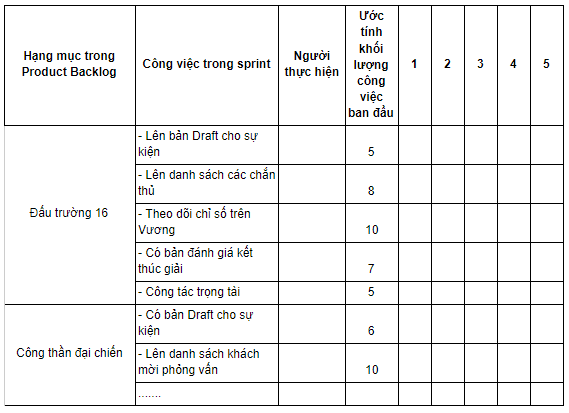 Hạng mục trong
Product Backlog
Công việc trong sprint
Người
thực hiện
Ước
tính
khối
lượng
công
việc
ban đầu
1
2
3
4
5
Đấu trường 16
- Lên bản Draft cho sự
kiện
5
- Lên danh sách các chắn
thủ
8
- Theo dõi chỉ số trên
Vương
10
- Có bản đánh giá kết
thúc giải
7
- Công tác trọng tài
5
Công thần đại chiến
- Có bản Draft cho sự
kiện
6
- Lên danh sách khách
mời phỏng vấn
10
.......